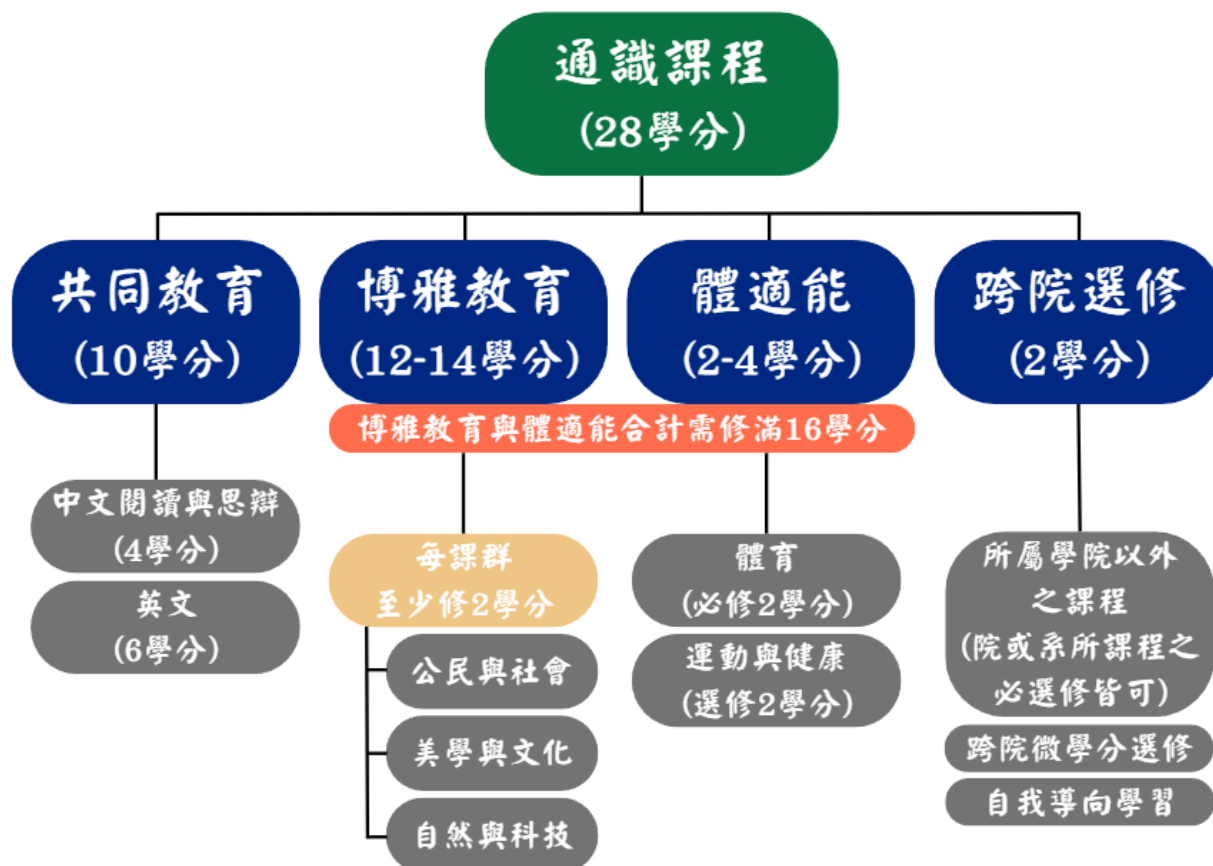 通識課程
(28學分)
共同教育
(10學分)
博雅教育
(12-14學分)
體適能
(2-4學分)
跨院選修
(2學分)
博雅教育與體適能合計需修滿16學分
中文閱讀與思辯
(4學分)
英文
(6學分)
每課群
至少修2學分
公民與社會
美學與文化
自然與科技
體育
(必修2學分)
運動與健康
(選修2學分)
所屬學院以外
之課程
(院或系所課程之
必選修皆可)
跨院微學分選修
自我導向學習